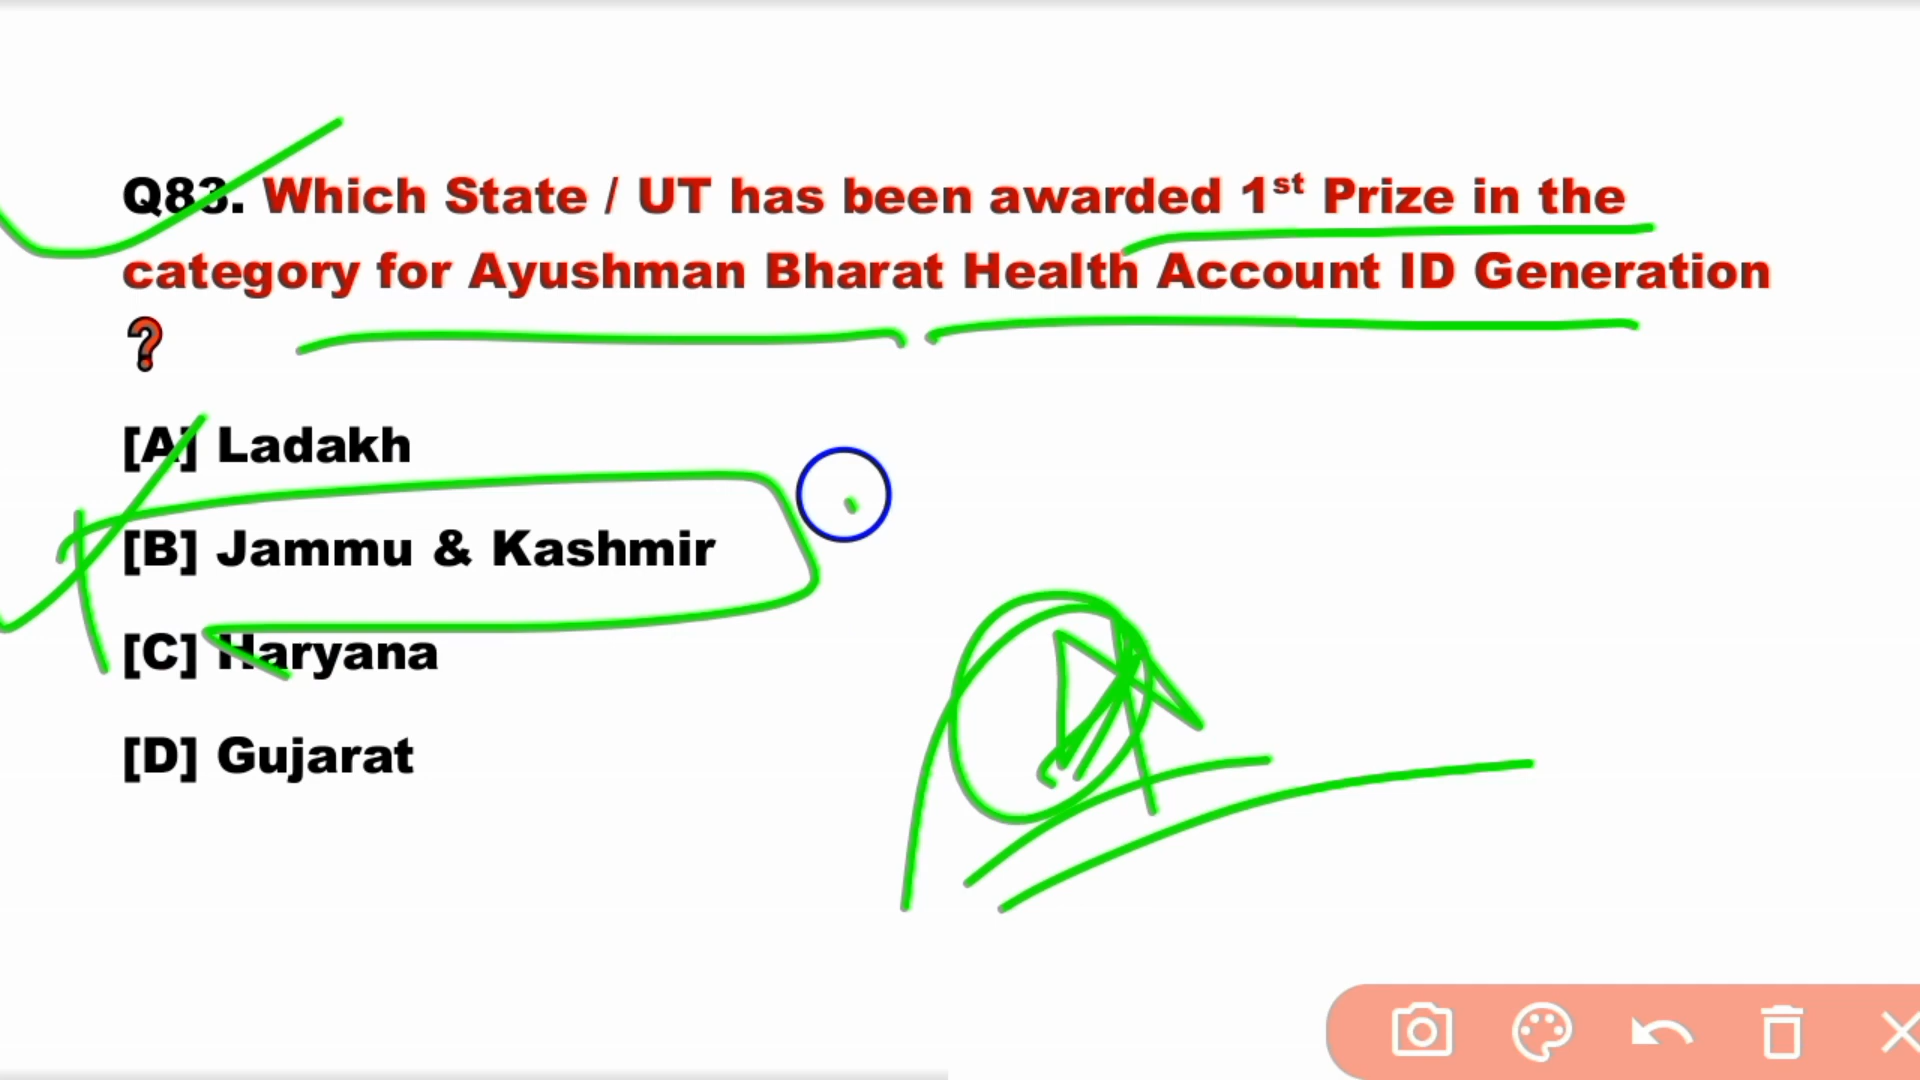 Q83. Which State / UT has been awarded 1st Prize in the
category for Ayushman Bharat Health Account ID Generation
❓
[A] Ladakh
[B] Jammu & Kashmir
[C] Haryana
[D] Gujarat